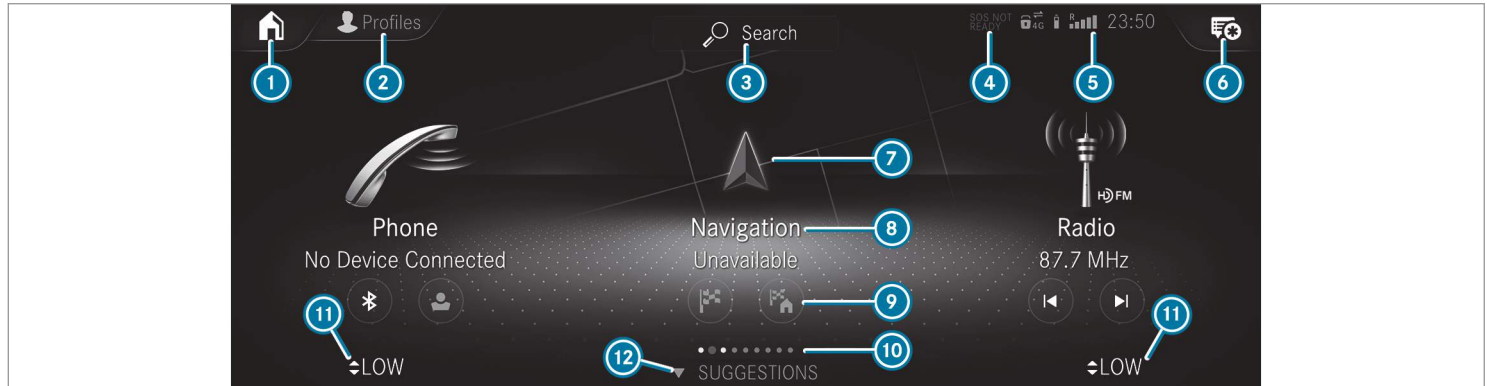 Profiles
Search
SOS NOT
READY
4G
R
23:50
1
2
3
4
5
6
7
HD FM
Phone
Navigation
8
Radio
No Device Connected
Unavailable
87.7 MHz
9
11
11
10
12
LOW
SUGGESTIONS
LOW